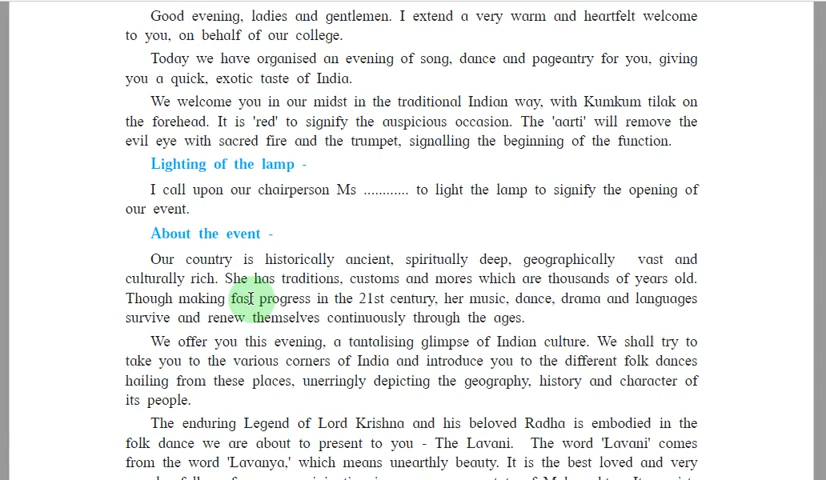 Good evening, ladies and gentlemen. I extend a very warm and heartfelt welcome
to you, on behalf of our college.
Today we have organised an evening of song, dance and pageantry for you, giving
you a quick, exotic taste of India.
We welcome you in our midst in the traditional Indian way, with Kumkum tilak on
the forehead. It is 'red' to signify the auspicious occasion. The 'aarti' will remove the
evil eye with sacred fire and the trumpet, signalling the beginning of the function.
Lighting of the lamp -
I call upon our chairperson Ms ............ to light the lamp to signify the opening of
our event.
About the event -
Our country is historically ancient, spiritually deep, geographically vast and
culturally rich. She has traditions, customs and mores which are thousands of years old.
Though making fast progress in the 21st century, her music, dance, drama and languages
survive and renew themselves continuously through the ages.
We offer you this evening, a tantalising glimpse of Indian culture. We shall try to
take you to the various corners of India and introduce you to the different folk dances
hailing from these places, unerringly depicting the geography, history and character of
its people.
The enduring Legend of Lord Krishna and his beloved Radha is embodied in the
folk dance we are about to present to you - The Lavani. The word 'Lavani' comes
from the word 'Lavanya,' which means unearthly beauty. It is the best loved and very